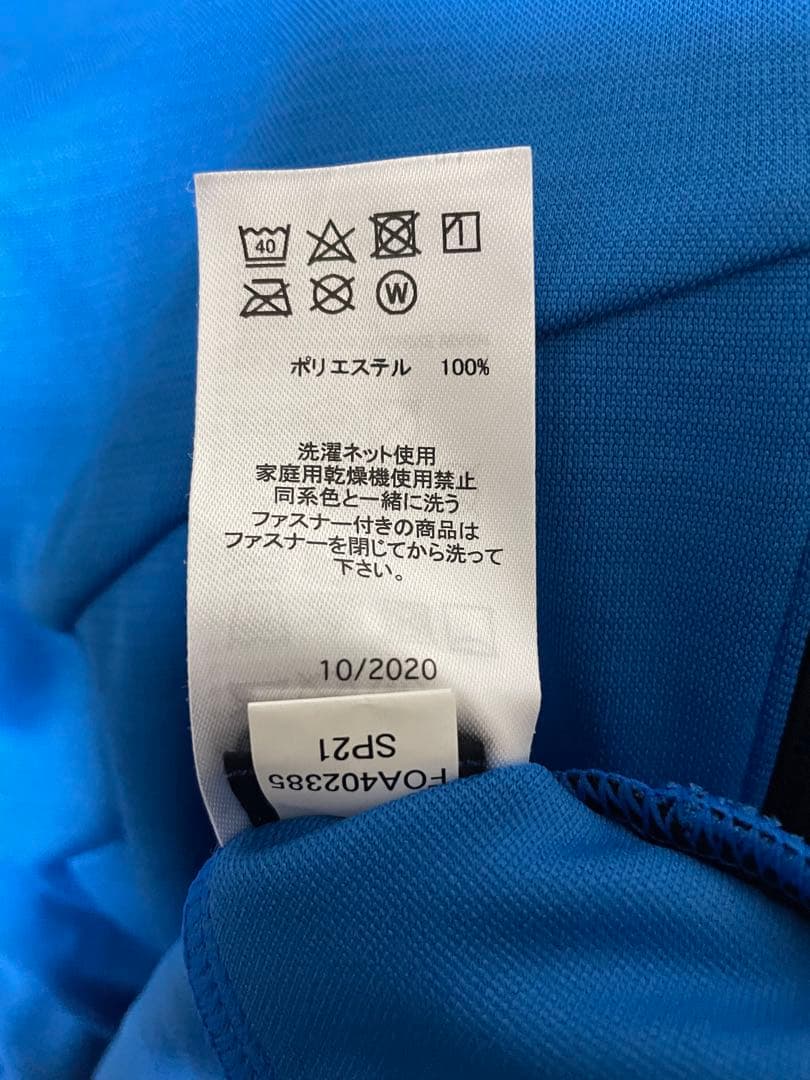 40
W
ポリエステル 100%
洗濯ネット使用
家庭用乾燥機使用禁止
同系色と一緒に洗う
ファスナー付きの商品は
ファスナーを閉じてから洗って
下さい。
10/2020
FOA402385
SP21